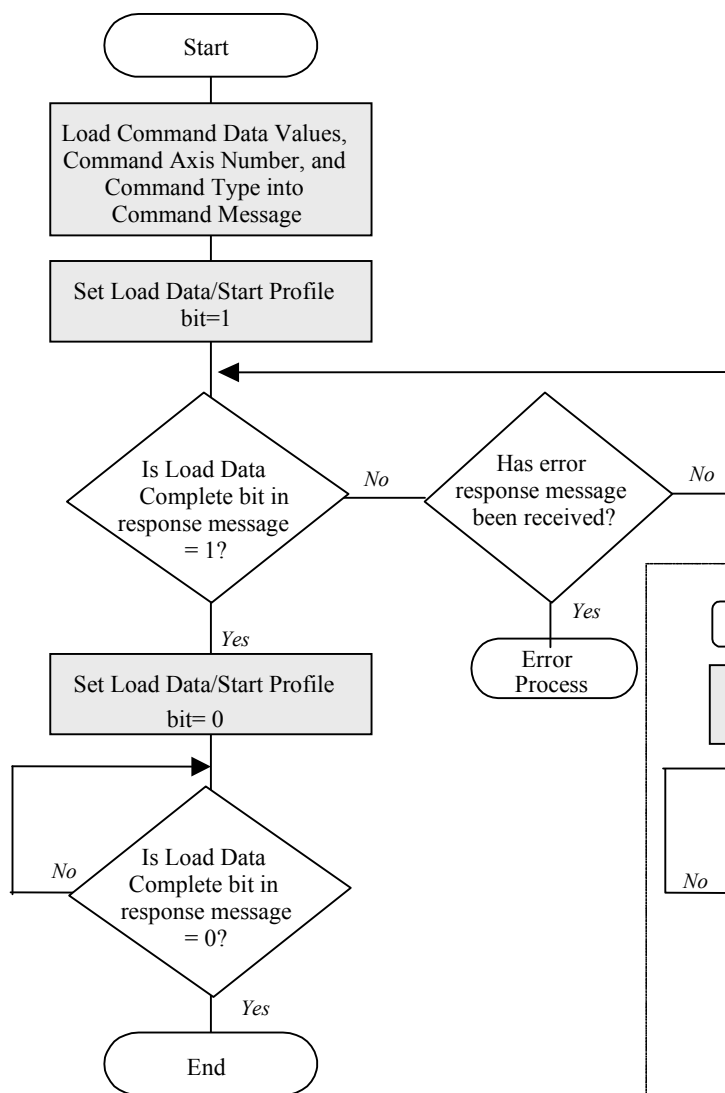 Start
Load Command Data Values,
Command Axis Number, and
Command Type into
Command Message
Set Load Data/Start Profile
bit=1
Is Load Data
Complete bit in
response message
= 1?
No
Has error
response message
been received?
No
Yes
Yes
Error
Process
Set Load Data/Start Profile
bit= 0
Is Load Data
Complete bit in
response message
= 0?
No
No
Yes
End